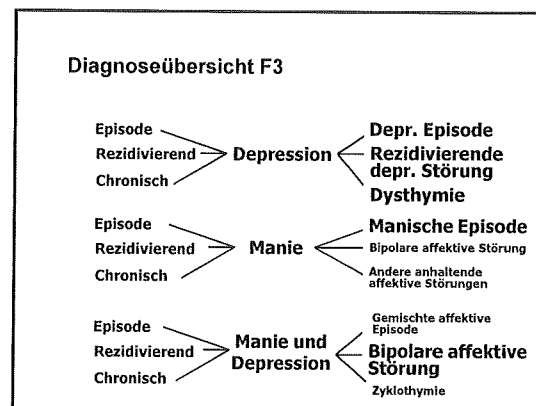 Diagnoseübersicht F3
Episode
Rezidivierend
Chronisch
Depression
Depr. Episode
Rezidivierende
depr. Störung
Dysthymie
Episode
Rezidivierend
Chronisch
Manie
Manische Episode
Bipolare affektive Störung
Andere anhaltende
affektive Störungen
Episode
Rezidivierend
Chronisch
Manie und
Depression
Gemischte affektive
Episode
Bipolare affektive
Störung
Zyklothymie